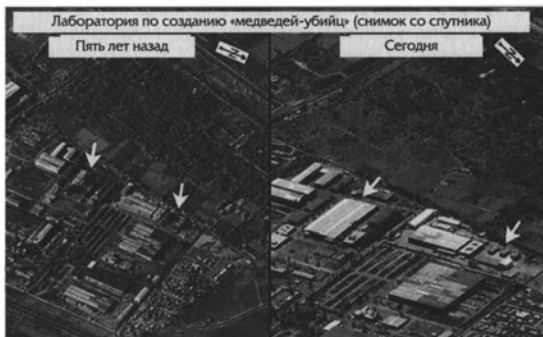 Лаборатория по созданию «медведей-убийц» (снимок со спутника)
Пять лет назад
Сегодня
N
N